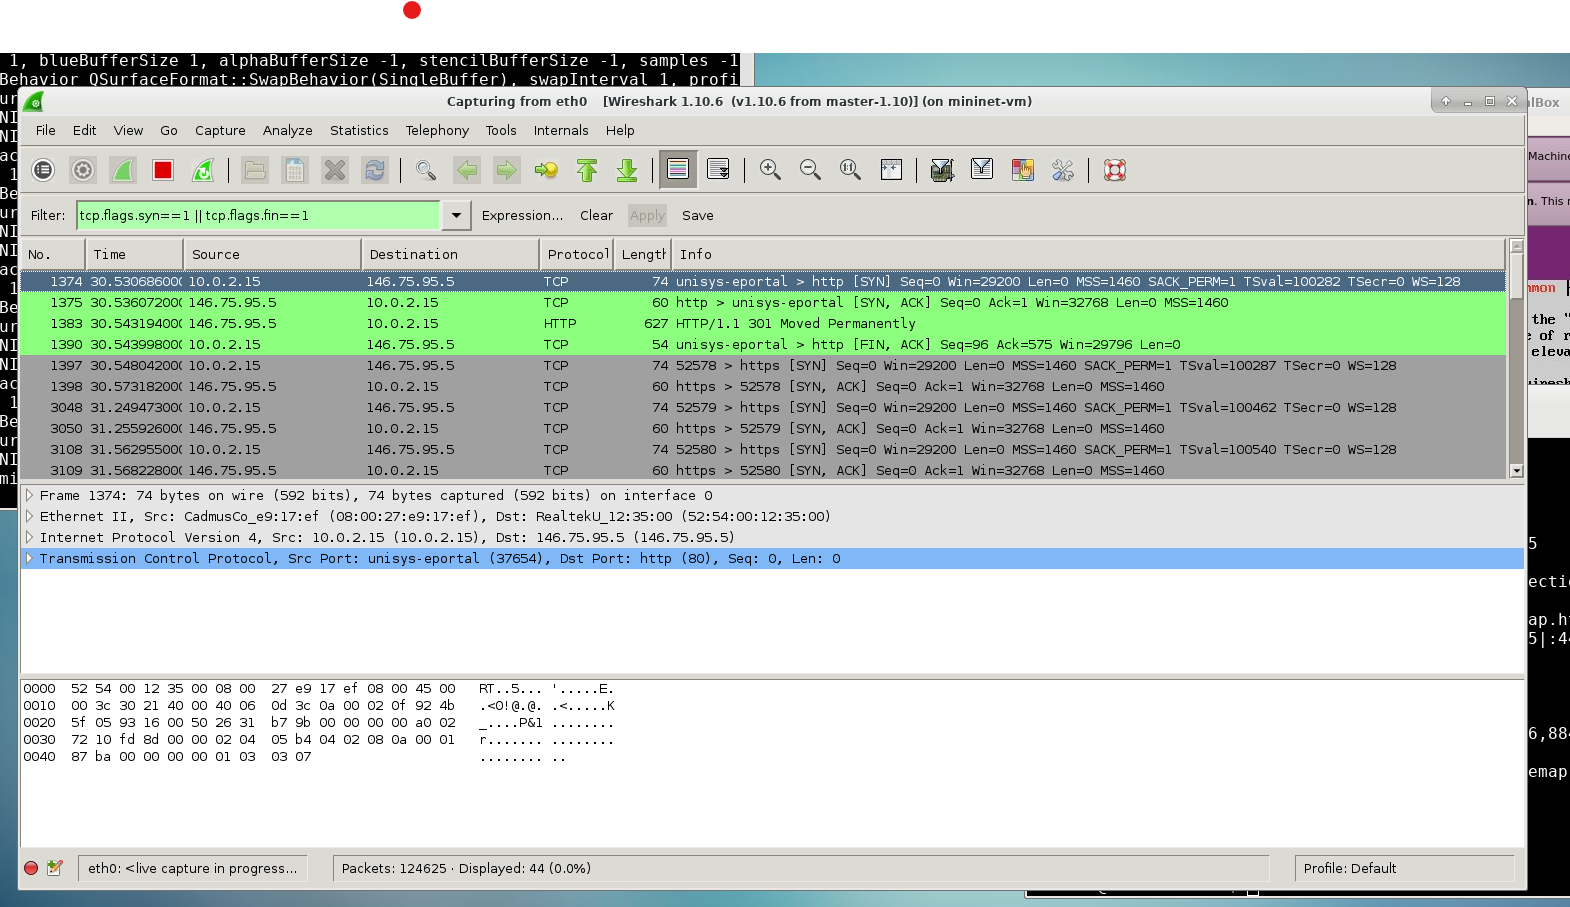 1, blueBufferSize 1, alphaBufferSize -1, stencilBufferSize -1, samples -1
Behavior QSurfaceFormat::SwapBehavior(SingleBuffer), swapInterval 1, profi
Capturing from eth0 [Wireshark 1.10.6 (v1.10.6 from master-1.10)] (on mininet-vm)
File Edit View Go Capture Analyze Statistics Telephony Tools Internals Help
Machine
Filter: tcp.flags.syn==1 || tcp.flags.fin==1 Expression... Clear Apply Save
No. Time Source Destination Protocol Length Info
1374 30.530686000 10.0.2.15 146.75.95.5 TCP 74 unisys-eportal > http [SYN] Seq=0 Win=29200 Len=0 MSS=1460 SACK_PERM=1 TSval=100282 TSecr=0 WS=128
1375 30.536072000 146.75.95.5 10.0.2.15 TCP 60 http > unisys-eportal [SYN, ACK] Seq=0 Ack=1 Win=32768 Len=0 MSS=1460
1383 30.543194000 146.75.95.5 10.0.2.15 HTTP 627 HTTP/1.1 301 Moved Permanently
1390 30.543998000 10.0.2.15 146.75.95.5 TCP 54 unisys-eportal > http [FIN, ACK] Seq=96 Ack=575 Win=29796 Len=0
1397 30.548042000 10.0.2.15 146.75.95.5 TCP 74 52578 > https [SYN] Seq=0 Win=29200 Len=0 MSS=1460 SACK_PERM=1 TSval=100287 TSecr=0 WS=128
1398 30.573182000 146.75.95.5 10.0.2.15 TCP 60 https > 52578 [SYN, ACK] Seq=0 Ack=1 Win=32768 Len=0 MSS=1460
3048 31.249473000 10.0.2.15 146.75.95.5 TCP 74 52579 > https [SYN] Seq=0 Win=29200 Len=0 MSS=1460 SACK_PERM=1 TSval=100462 TSecr=0 WS=128
3050 31.255926000 146.75.95.5 10.0.2.15 TCP 60 https > 52579 [SYN, ACK] Seq=0 Ack=1 Win=32768 Len=0 MSS=1460
3108 31.562955000 10.0.2.15 146.75.95.5 TCP 74 52580 > https [SYN] Seq=0 Win=29200 Len=0 MSS=1460 SACK_PERM=1 TSval=100540 TSecr=0 WS=128
3109 31.568228000 146.75.95.5 10.0.2.15 TCP 60 https > 52580 [SYN, ACK] Seq=0 Ack=1 Win=32768 Len=0 MSS=1460
Frame 1374: 74 bytes on wire (592 bits), 74 bytes captured (592 bits) on interface 0
Ethernet II, Src: CadmusCo_e9:17:ef (08:00:27:e9:17:ef), Dst: RealtekU_12:35:00 (52:54:00:12:35:00)
Internet Protocol Version 4, Src: 10.0.2.15 (10.0.2.15), Dst: 146.75.95.5 (146.75.95.5)
Transmission Control Protocol, Src Port: unisys-eportal (37654), Dst Port: http (80), Seq: 0, Len: 0
0000 52 54 00 12 35 00 08 00 27 e9 17 ef 08 00 45 00 RT..5... '.....E.
0010 00 3c 30 21 40 00 40 06 0d 3c 0a 00 02 0f 92 4b .<0!@.@. .<.....K
0020 5f 05 93 16 00 50 26 31 b7 9b 00 00 00 00 a0 02 _....P&1 ........
0030 72 10 fd 8d 00 00 02 04 05 b4 04 02 08 0a 00 01 r....... ........
0040 87 ba 00 00 00 00 01 03 03 07 ........ ..
eth0: <live capture in progress... Packets: 124625 · Displayed: 44 (0.0%) Profile: Default